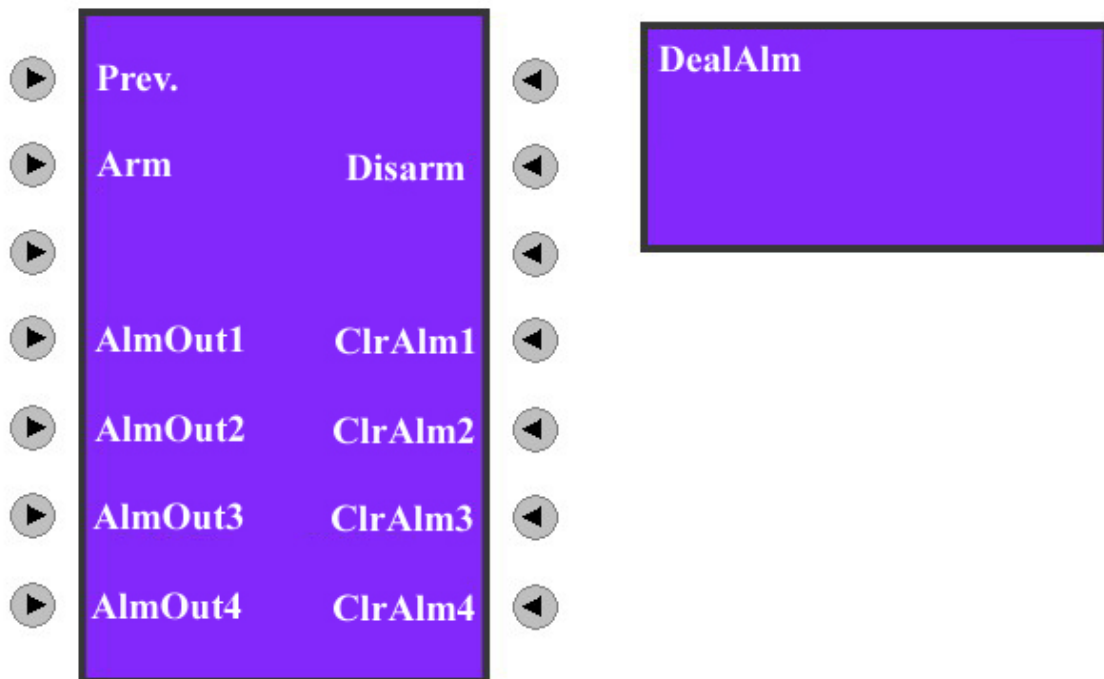 Prev.
Arm Disarm
AlmOut1 ClrAlm1
AlmOut2 ClrAlm2
AlmOut3 ClrAlm3
AlmOut4 ClrAlm4
DealAlm